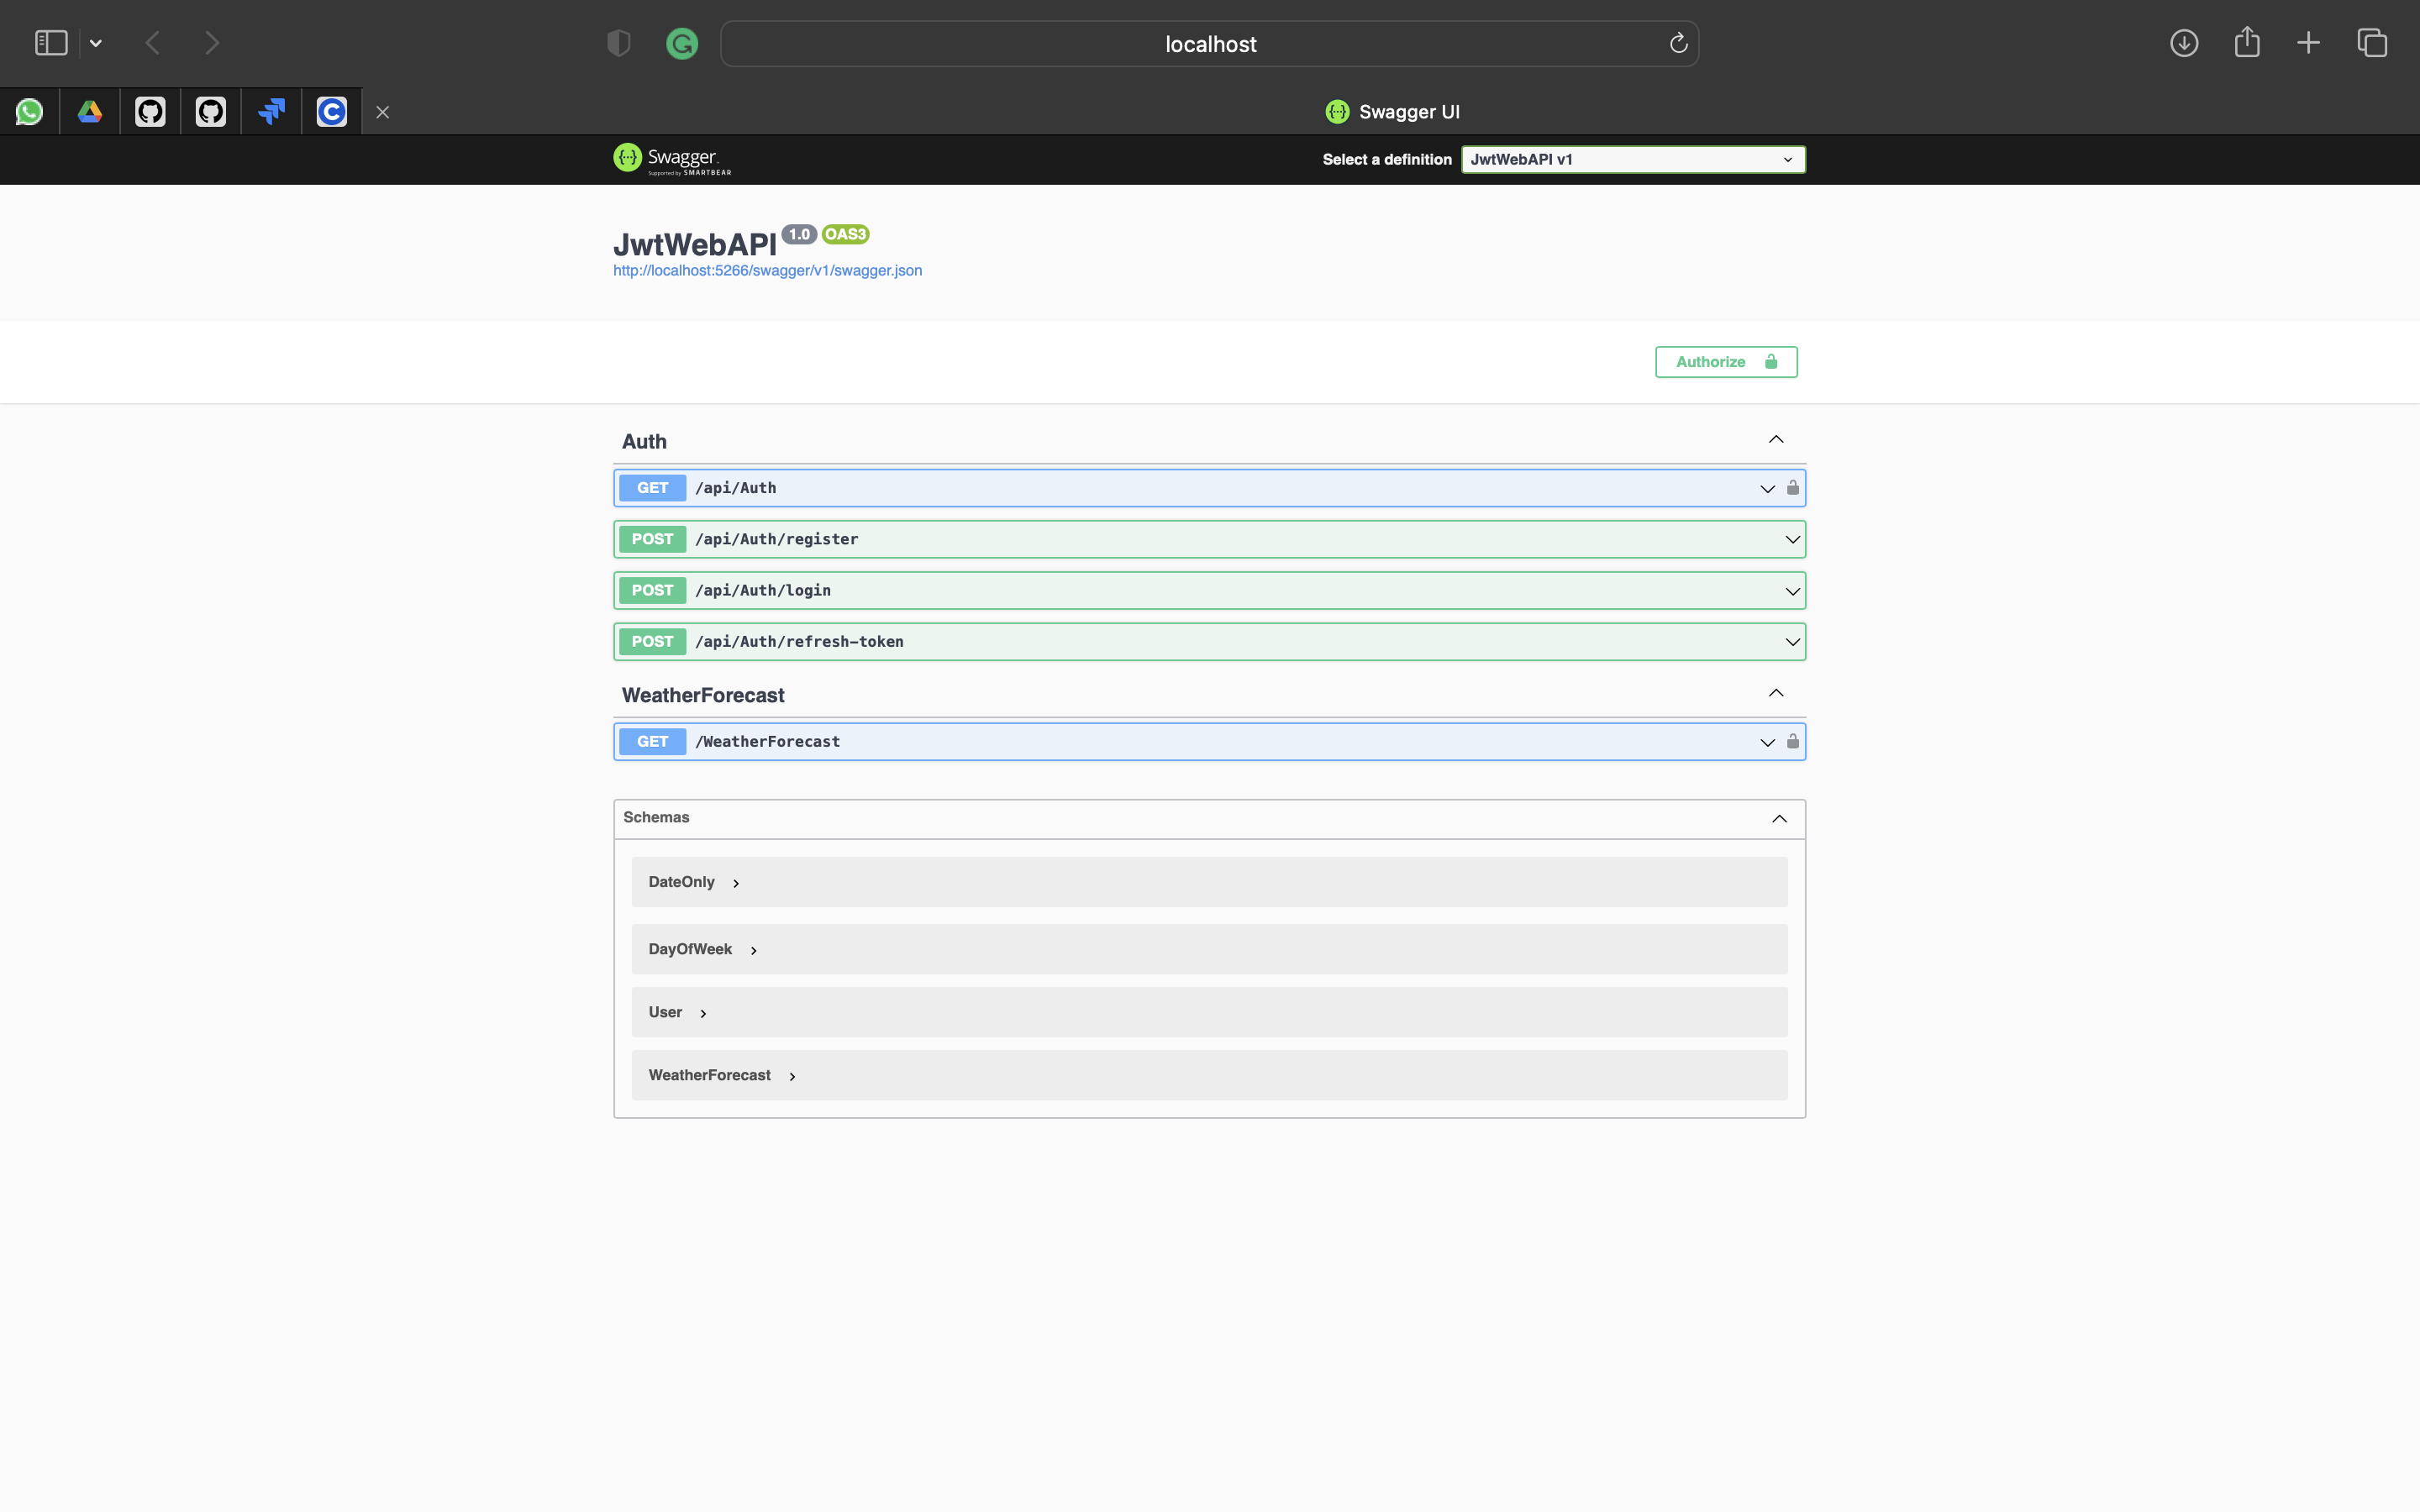 localhost
Swagger UI
Swagger.
Supported by SMARTBEAR
Select a definition
JwtWebAPI v1
JwtWebAPI 1.0 OAS3
http://localhost:5266/swagger/v1/swagger.json
Authorize
Auth
GET /api/Auth
POST /api/Auth/register
POST /api/Auth/login
POST /api/Auth/refresh-token
WeatherForecast
GET /WeatherForecast
Schemas
DateOnly
DayOfWeek
User
WeatherForecast